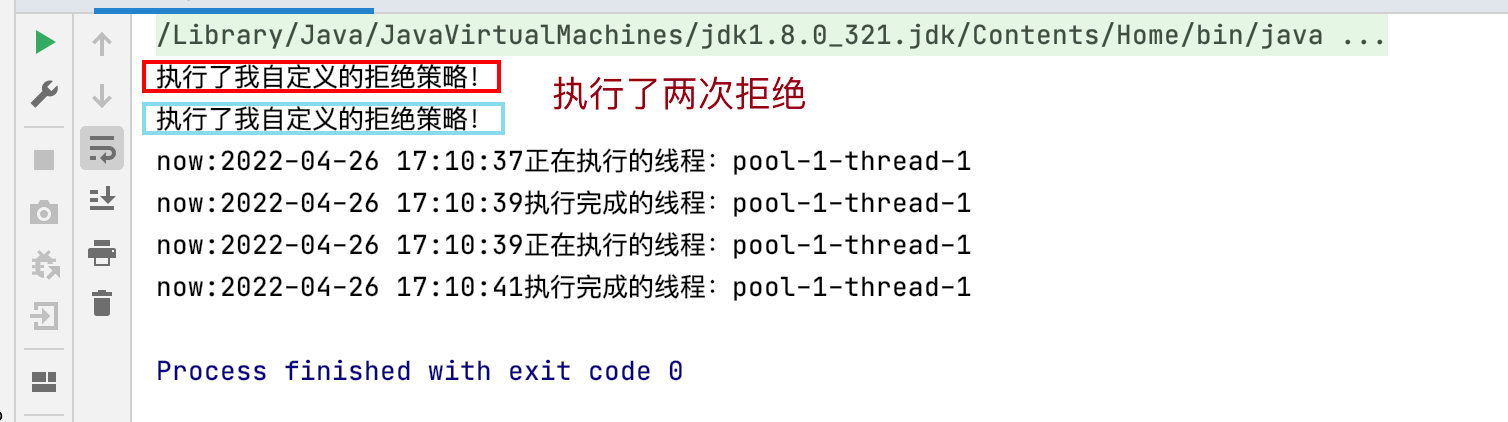 /Library/Java/JavaVirtualMachines/jdk1.8.0_321.jdk/Contents/Home/bin/java ...
执行了我自定义的拒绝策略！
执行了两次拒绝
执行了我自定义的拒绝策略！
now:2022-04-26 17:10:37正在执行的线程：pool-1-thread-1
now:2022-04-26 17:10:39执行完成的线程：pool-1-thread-1
now:2022-04-26 17:10:39正在执行的线程：pool-1-thread-1
now:2022-04-26 17:10:41执行完成的线程：pool-1-thread-1
Process finished with exit code 0